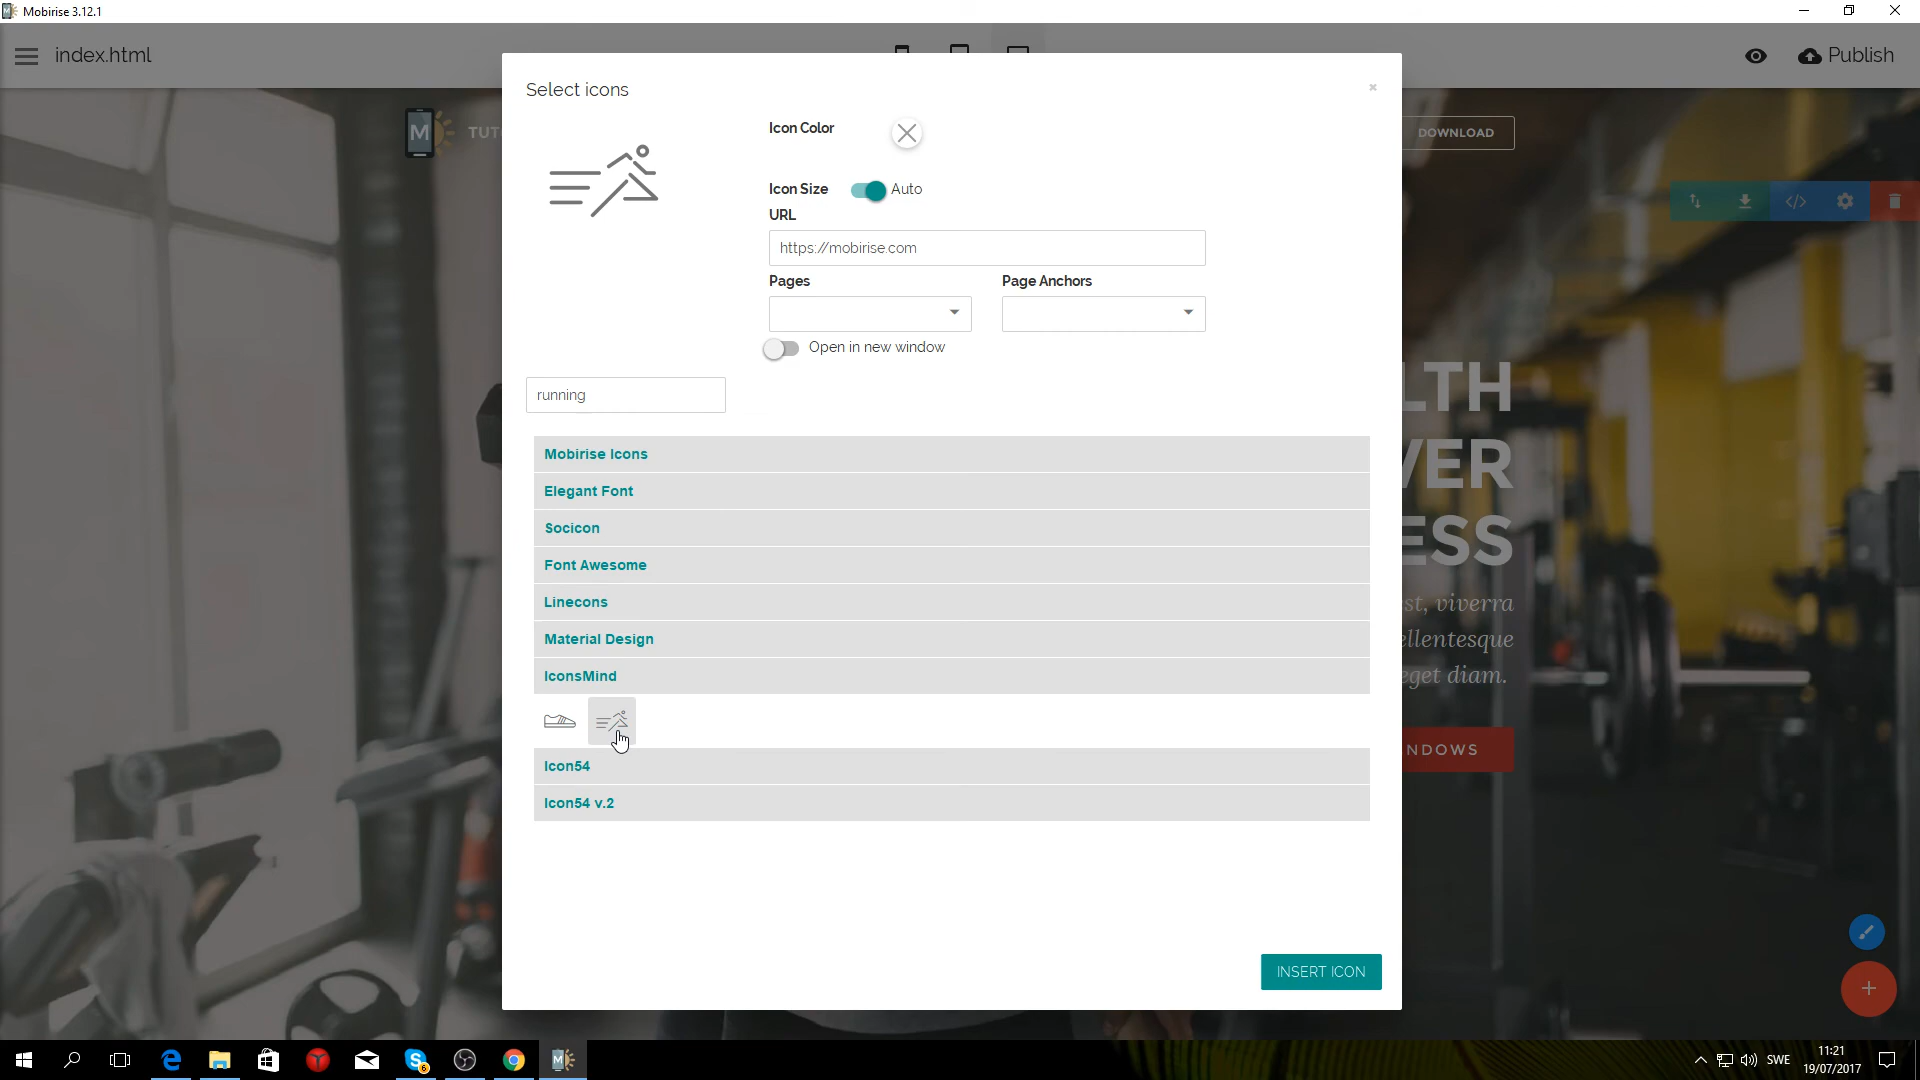 Mobirise 3.12.1
index.html
Publish
M
TUT
DOWNLOAD
Select icons
Icon Color
Icon Size
Auto
URL
https://mobirise.com
Pages
Page Anchors
Open in new window
running
Mobirise Icons
Elegant Font
Socicon
Font Awesome
Linecons
Material Design
IconsMind
Icon54
Icon54 v.2
INSERT ICON
LTH
VER
ESS
st, viverra
ellentesque
eget diam.
NDOWS
6
M
SWE
11:21
19/07/2017